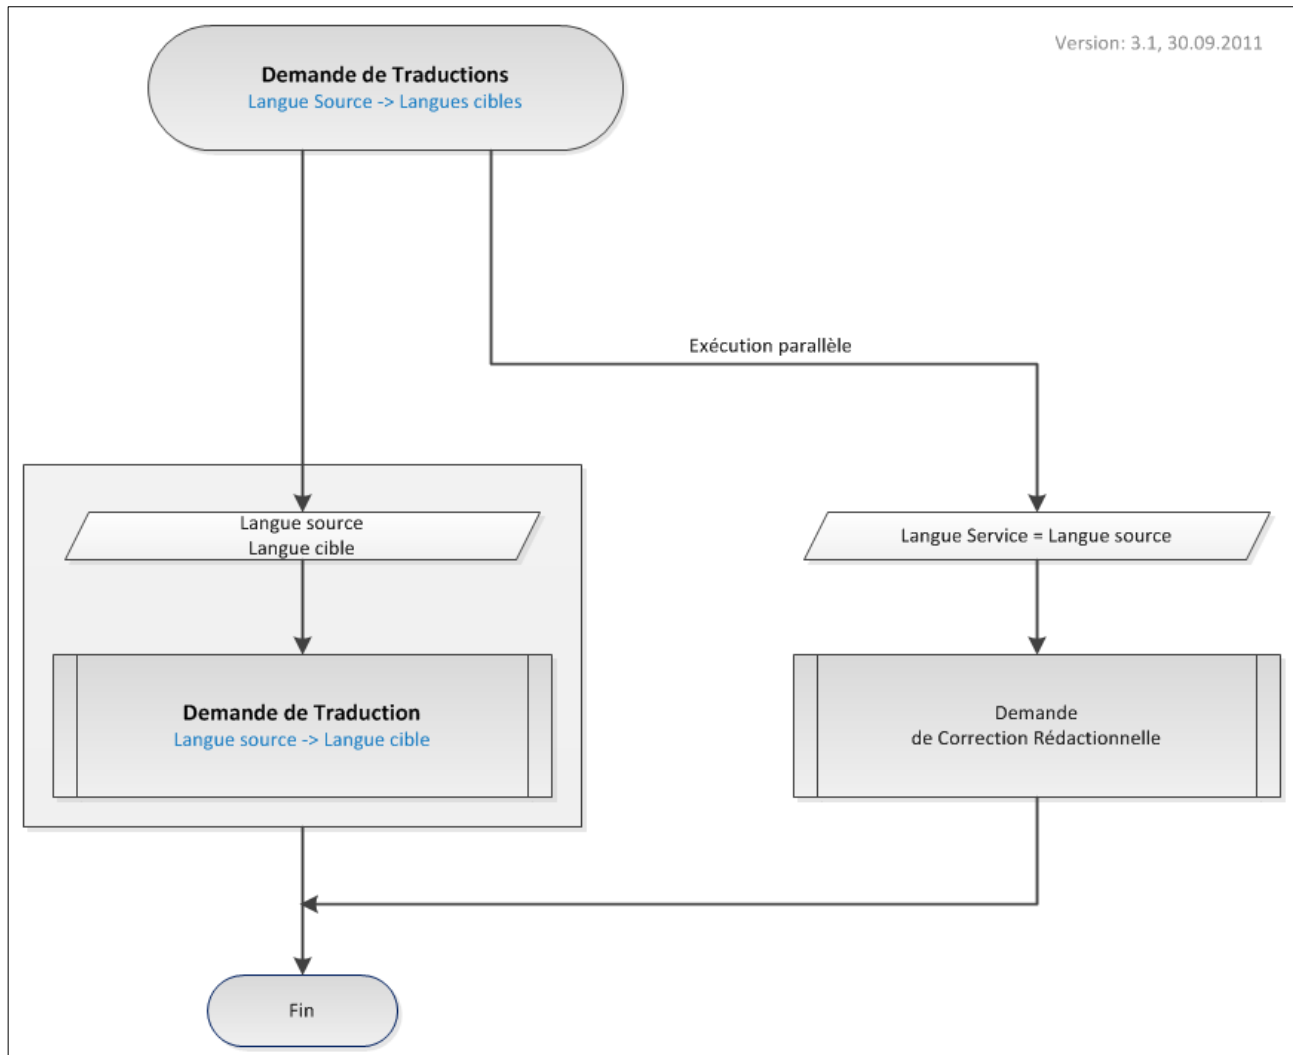 Version: 3.1, 30.09.2011
Demande de Traductions
Langue Source -> Langues cibles
Exécution parallèle
Langue source
Langue cible
Langue Service = Langue source
Demande de Traduction
Langue source -> Langue cible
Demande
de Correction Rédactionnelle
Fin